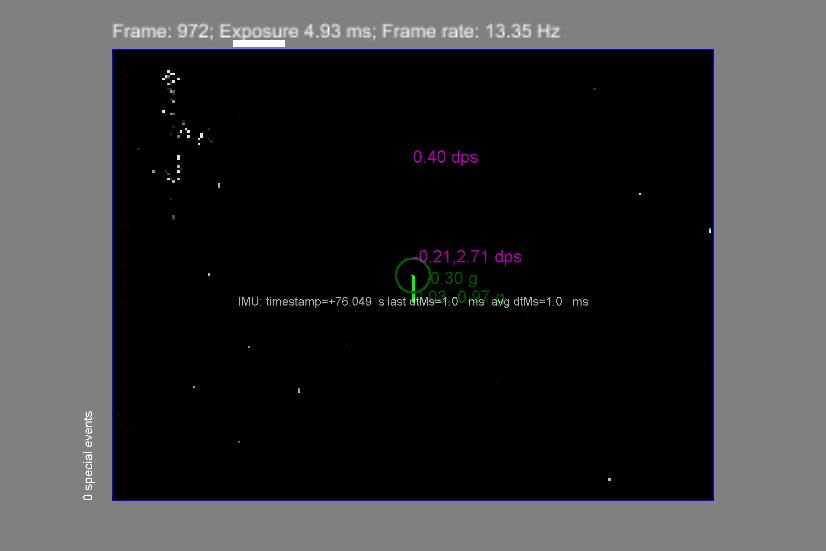 Frame: 972; Exposure 4.93 ms; Frame rate: 13.35 Hz
0.40 dps
-0.21,2.71 dps
0.30 g
0.97 g
IMU: timestamp=+76.049 s last dtMs=1.0 ms avg dtMs=1.0 ms
0 special events